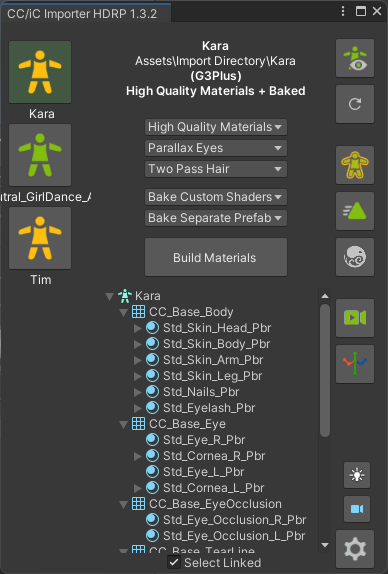 CC/iC Importer HDRP 1.3.2
Kara
Assets\Import Directory\Kara
(G3Plus)
High Quality Materials + Baked
Kara
utral_GirlDance_A
Tim
High Quality Materials
Parallax Eyes
Two Pass Hair
Bake Custom Shaders
Bake Separate Prefab
Build Materials
Kara
CC_Base_Body
Std_Skin_Head_Pbr
Std_Skin_Body_Pbr
Std_Skin_Arm_Pbr
Std_Skin_Leg_Pbr
Std_Nails_Pbr
Std_Eyelash_Pbr
CC_Base_Eye
Std_Eye_R_Pbr
Std_Cornea_R_Pbr
Std_Eye_L_Pbr
Std_Cornea_L_Pbr
CC_Base_EyeOcclusion
Std_Eye_Occlusion_R_Pbr
Std_Eye_Occlusion_L_Pbr
CC_Base_TearLine
Select Linked